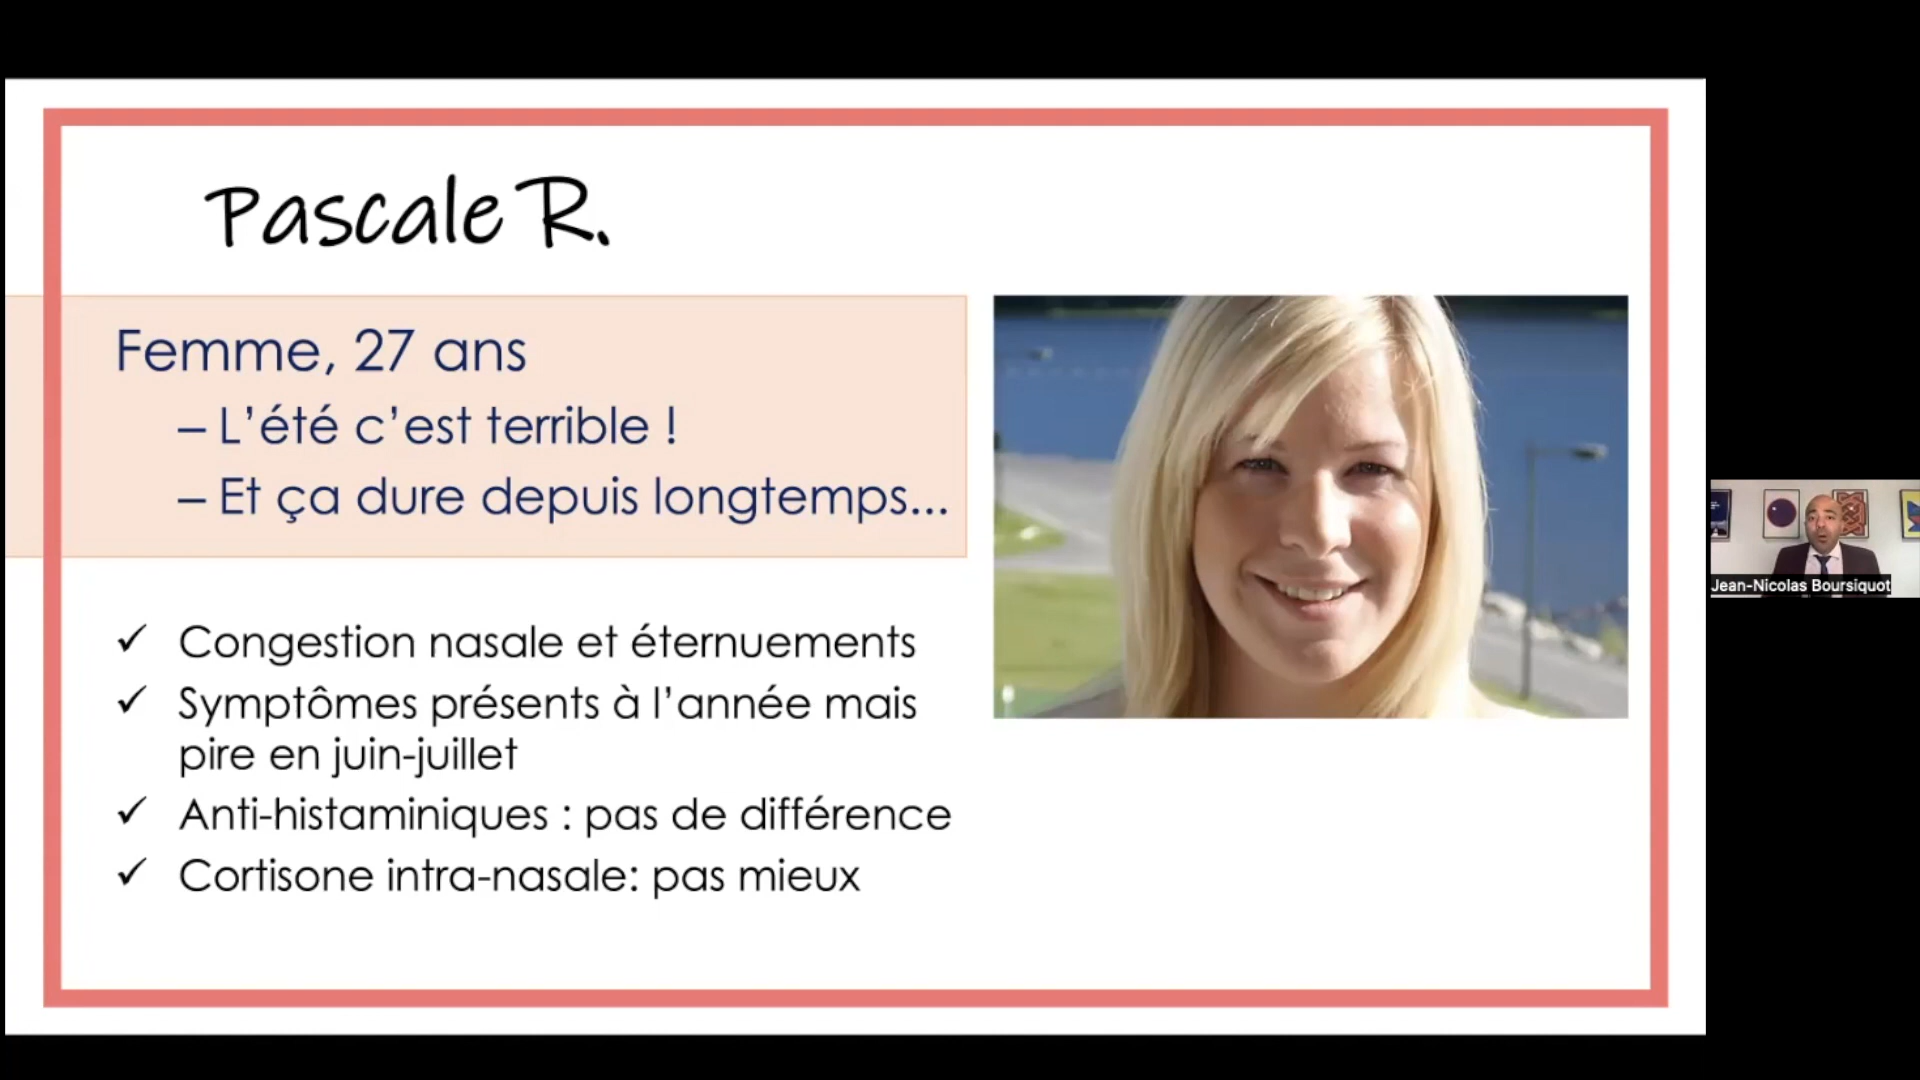 Pascale R.
Femme, 27 ans
– L’été c’est terrible !
– Et ça dure depuis longtemps...
✓ Congestion nasale et éternuements
✓ Symptômes présents à l’année mais
pire en juin-juillet
✓ Anti-histaminiques : pas de différence
✓ Cortisone intra-nasale: pas mieux
Jean-Nicolas Boursiquot